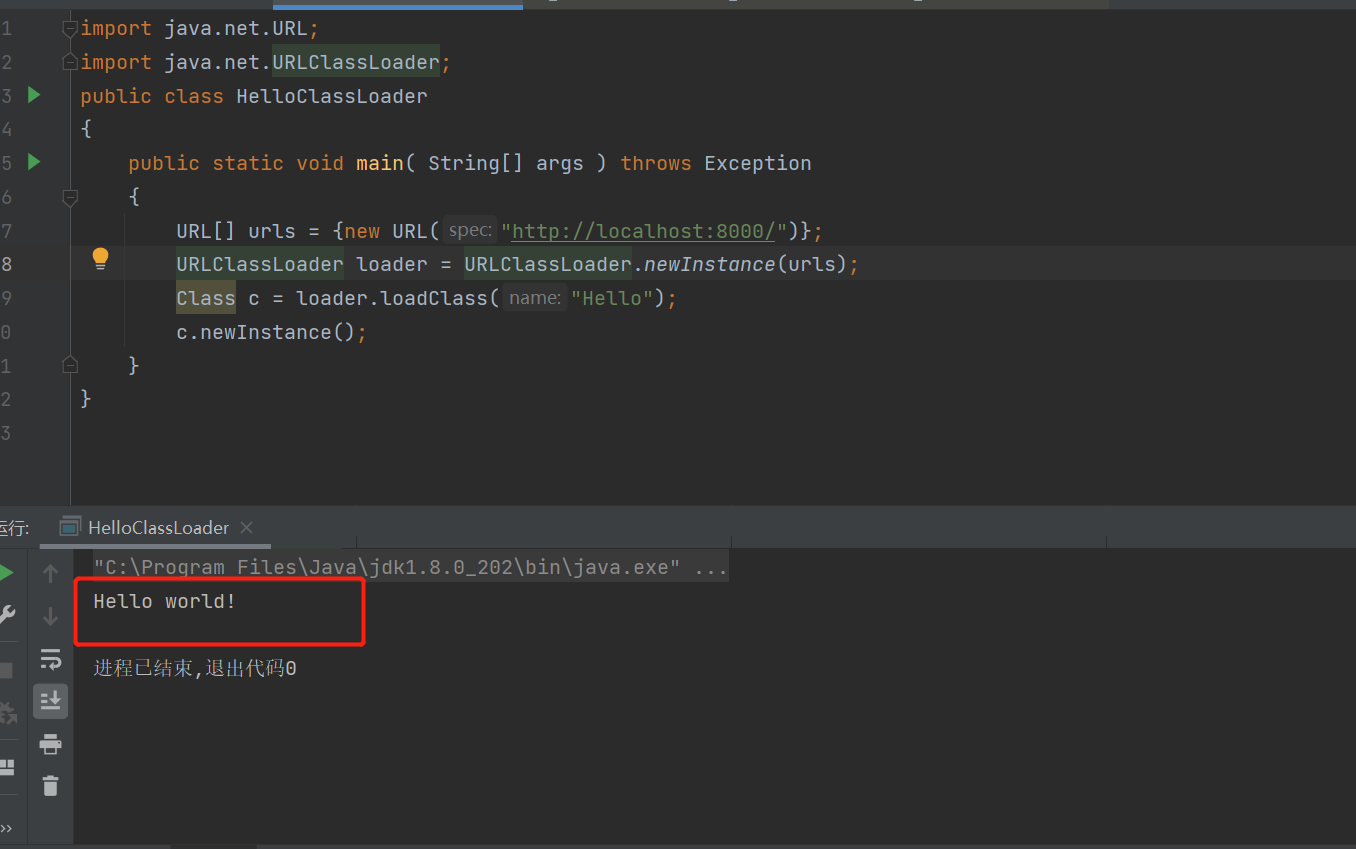 1 import java.net.URL;
2 import java.net.URLClassLoader;
3 public class HelloClassLoader
4 {
5 public static void main( String[] args ) throws Exception
6 {
7 URL[] urls = {new URL( spec: "http://localhost:8000/")};
8 URLClassLoader loader = URLClassLoader.newInstance(urls);
9 Class c = loader.loadClass( name: "Hello");
0 c.newInstance();
1 }
2 }
3
运行: HelloClassLoader
"C:\Program Files\Java\jdk1.8.0_202\bin\java.exe" ...
Hello world!
进程已结束,退出代码0